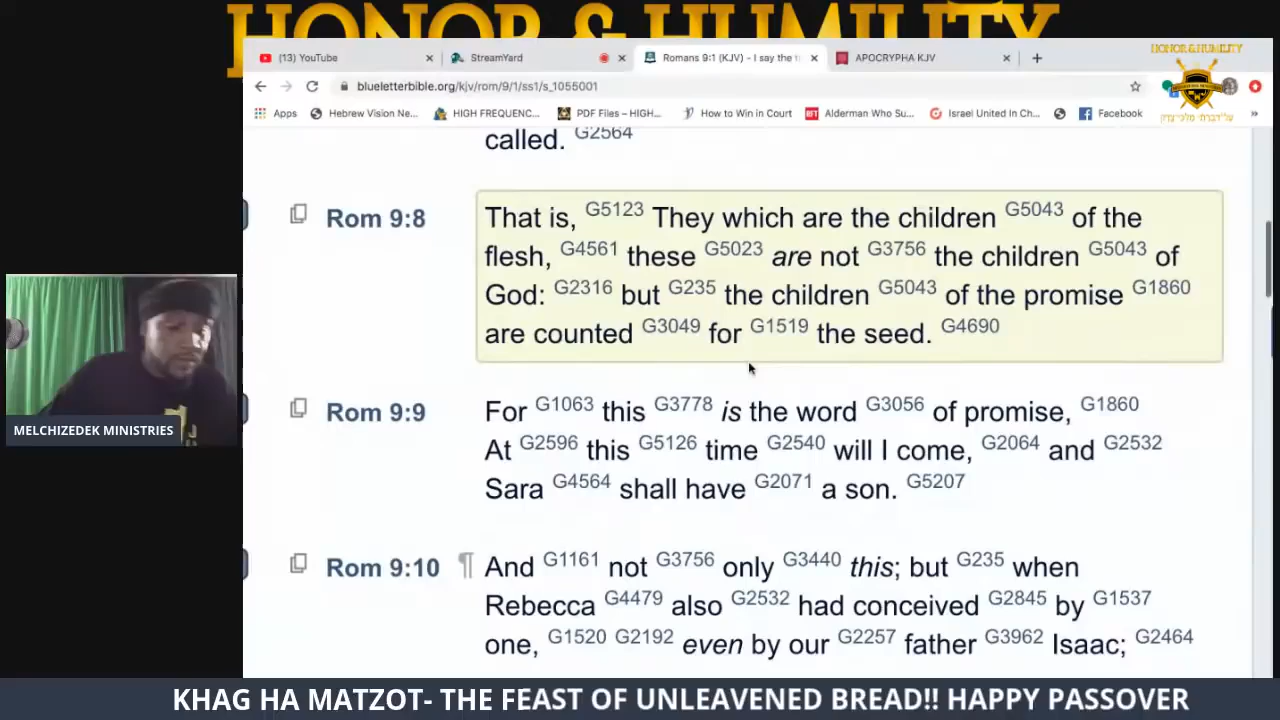 HONOR & HUMILITY
(13) YouTube
StreamYard
Romans 9:1 (KJV) - I say the t
APOCRYPHA KJV
HONOR & HUMILITY
blueletterbible.org/kjv/rom/9/1/ss1/s_1055001
Apps
Hebrew Vision Ne...
HIGH FREQUENC...
PDF Files – HIGH...
How to Win in Court
Alderman Who Su...
Israel United In Ch...
Facebook
»
called. G2564
Rom 9:8
That is, G5123 They which are the children G5043 of the
flesh, G4561 these G5023 are not G3756 the children G5043 of
God: G2316 but G235 the children G5043 of the promise G1860
are counted G3049 for G1519 the seed. G4690
Rom 9:9
For G1063 this G3778 is the word G3056 of promise, G1860
At G2596 this G5126 time G2540 will I come, G2064 and G2532
Sara G4564 shall have G2071 a son. G5207
Rom 9:10
¶ And G1161 not G3756 only G3440 this; but G235 when
Rebecca G4479 also G2532 had conceived G2845 by G1537
one, G1520 G2192 even by our G2257 father G3962 Isaac; G2464
MELCHIZEDEK MINISTRIES
KHAG HA MATZOT- THE FEAST OF UNLEAVENED BREAD!! HAPPY PASSOVER